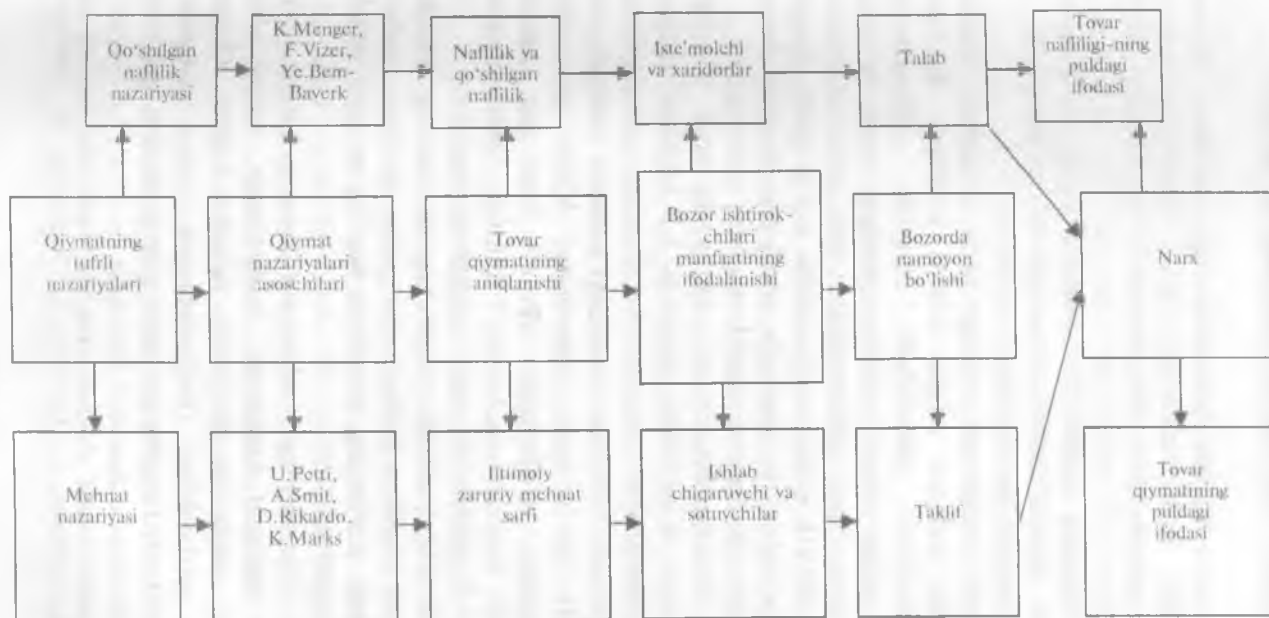 Qo‘shilgan
naflilik
nazariyasi
K.Menger,
F.Vizer,
Ye.Bem-
Baverk
Naflilik va
qo‘shilgan
naflilik
Iste’molchi
va xaridorlar
Talab
Tovar
nafliligi-ning
puldagi
ifodasi
Qiymatning
tufrli
nazariyalari
Qiymat
nazariyalari
asoschilari
Tovar
qiymatining
aniqlanishi
Bozor ishtirok-
chilari
manfaatining
ifodalanishi
Bozorda
namoyon
bo‘lishi
Narx
Mehnat
nazariyasi
U.Petti,
A.Smit,
D.Rikardo,
K.Marks
Ijtimoiy
zaruriy mehnat
sarfi
Ishlab
chiqaruvchi va
sotuvchilar
Taklif
Tovar
qiymatining
puldagi
ifodasi